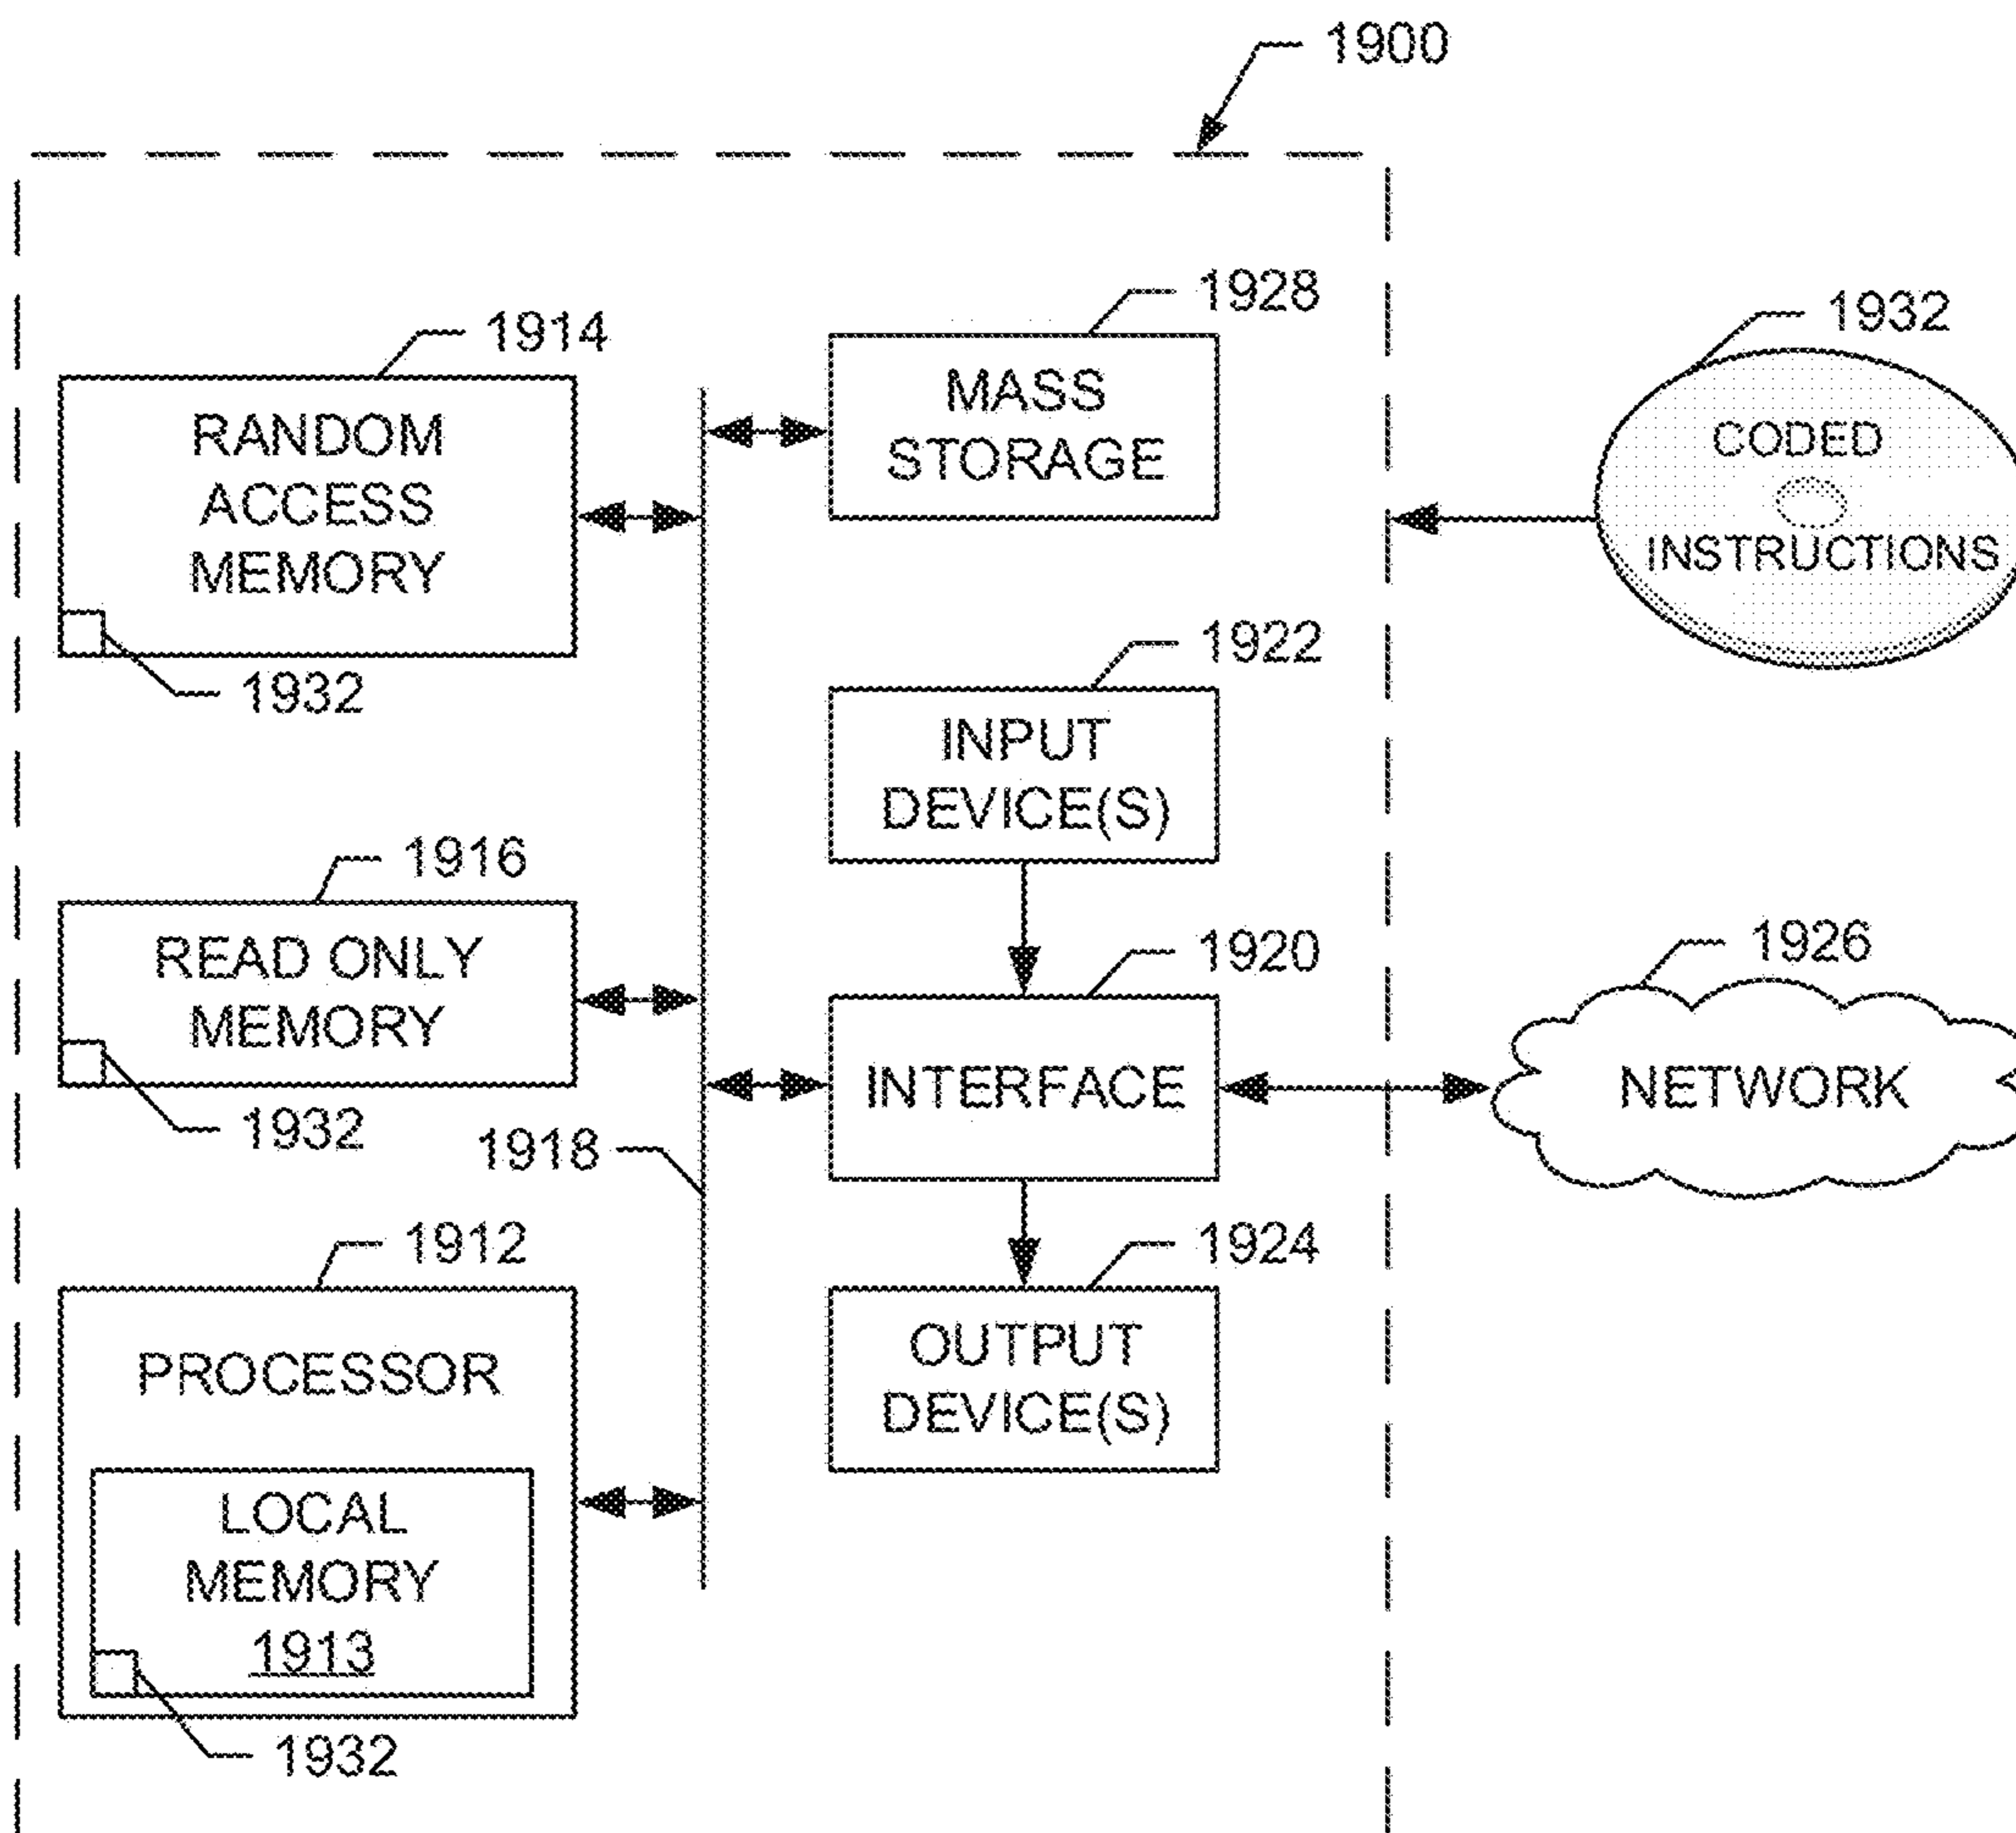 1900
1928
MASS
STORAGE
1914
RANDOM
ACCESS
MEMORY
1932
1932
CODED
INSTRUCTIONS
1922
INPUT
DEVICE(S)
1916
READ ONLY
MEMORY
1932
1918
1920
INTERFACE
1926
NETWORK
1912
PROCESSOR
LOCAL
MEMORY
1913
1932
1924
OUTPUT
DEVICE(S)